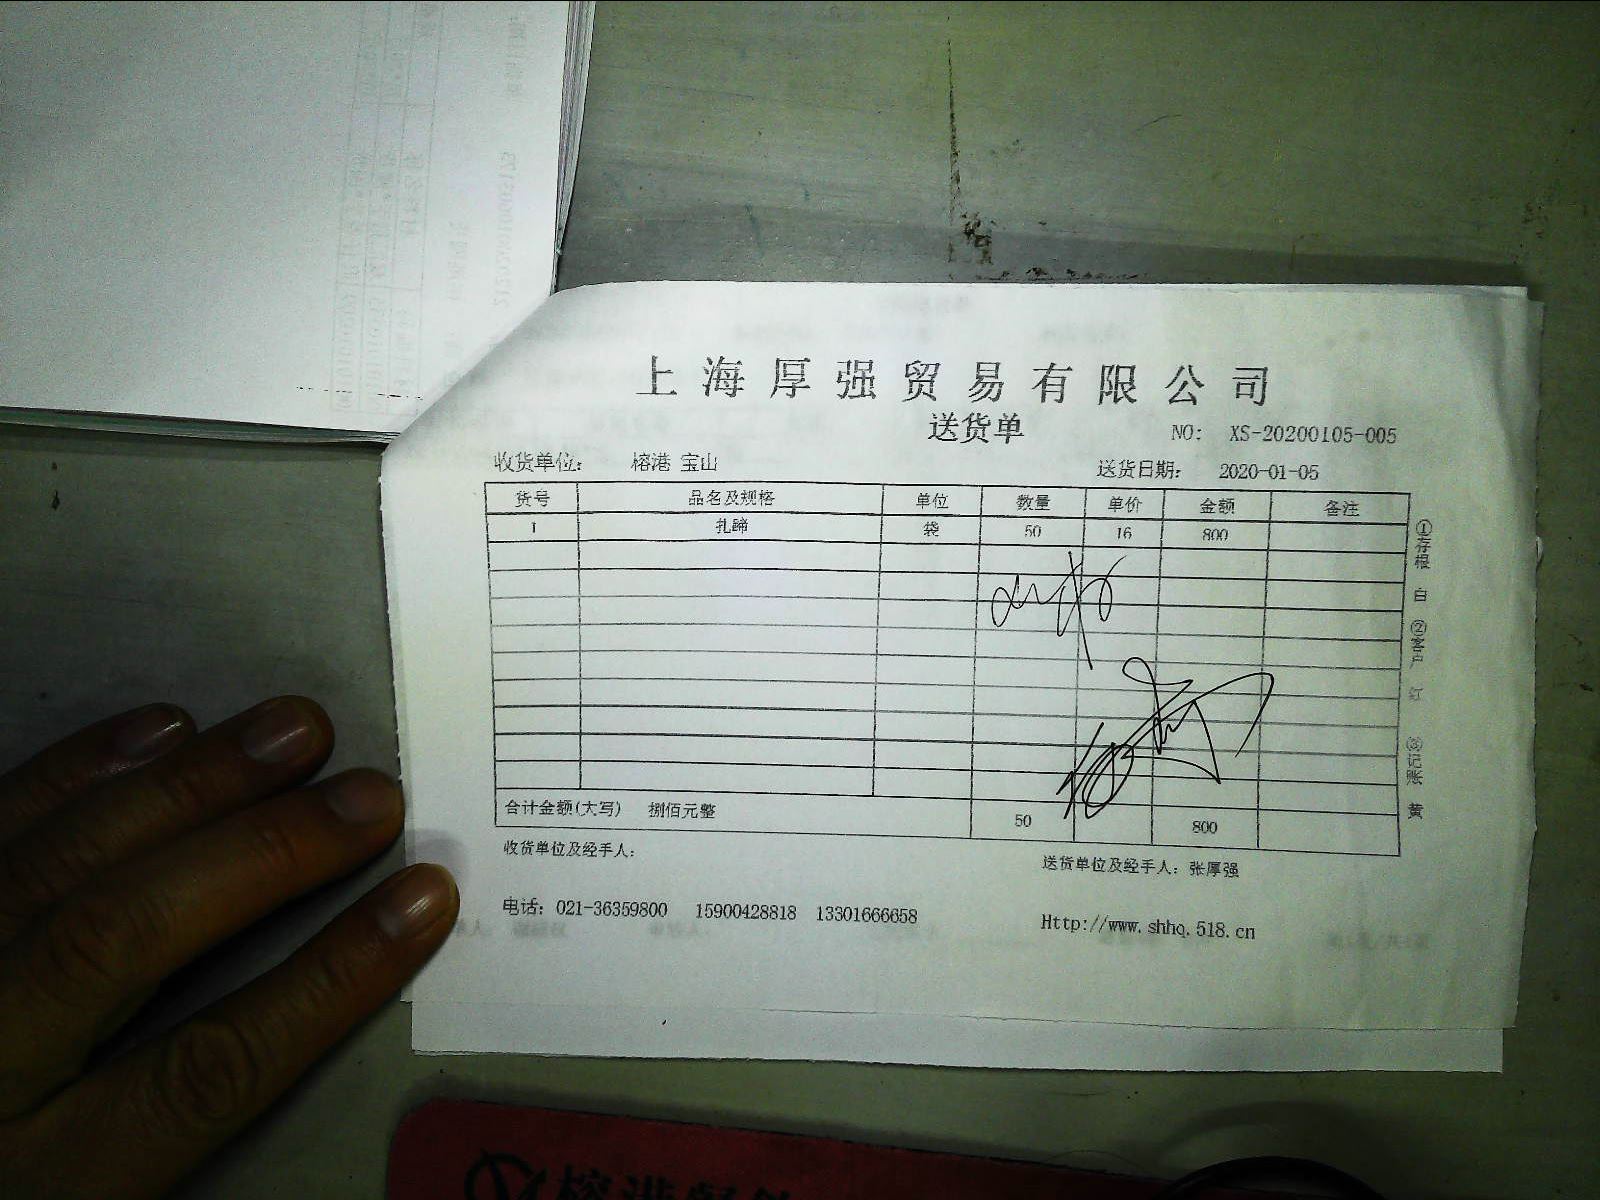 上海厚强贸易有限公司
送货单
NO: XS-20200105-005
收货单位: 榕港 宝山 送货日期: 2020-01-05
货号 品名及规格 单位 数量 单价 金额 备注
1 扎蹄 袋 50 16 800
合计金额(大写) 捌佰元整 50 800
收货单位及经手人: 送货单位及经手人: 张厚强
电话: 021-36359800 15900428818 13301666658 Http://www.shhq.518.cn
①存根 白 ②客户 红 ③记账 黄
榕港